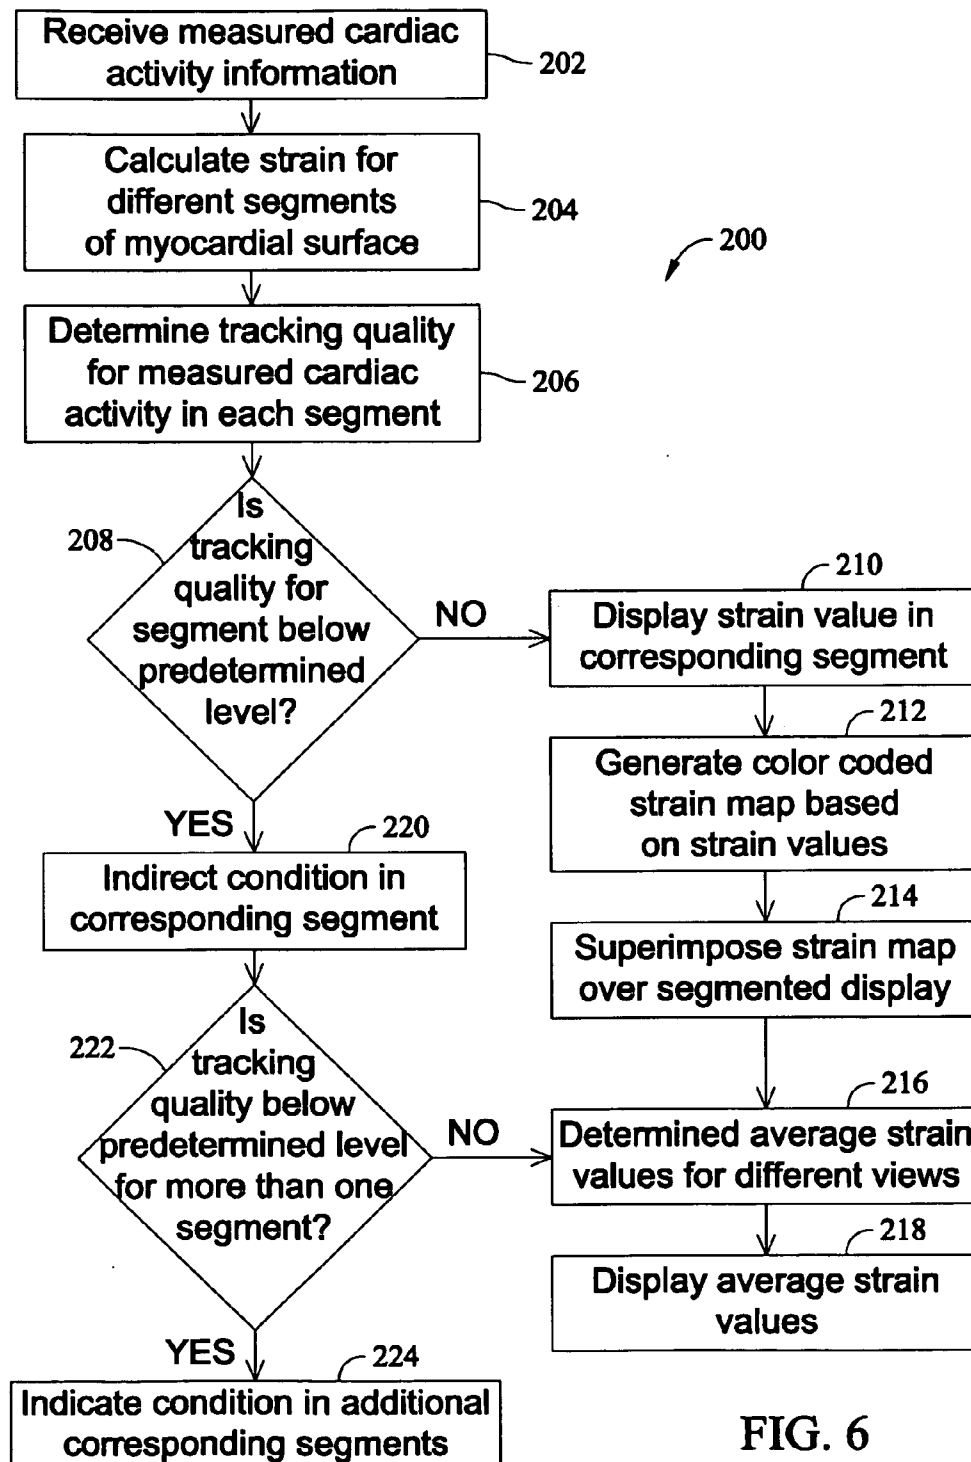 Receive measured cardiac
activity information
202
Calculate strain for
different segments
of myocardial surface
204
200
Determine tracking quality
for measured cardiac
activity in each segment
206
Is
tracking
quality for
segment below
predetermined
level?
208
NO
YES
210
Display strain value in
corresponding segment
212
Generate color coded
strain map based
on strain values
214
Superimpose strain map
over segmented display
220
Indirect condition in
corresponding segment
Is
tracking
quality below
predetermined level
for more than one
segment?
222
NO
YES
216
Determined average strain
values for different views
218
Display average strain
values
224
Indicate condition in additional
corresponding segments
FIG. 6